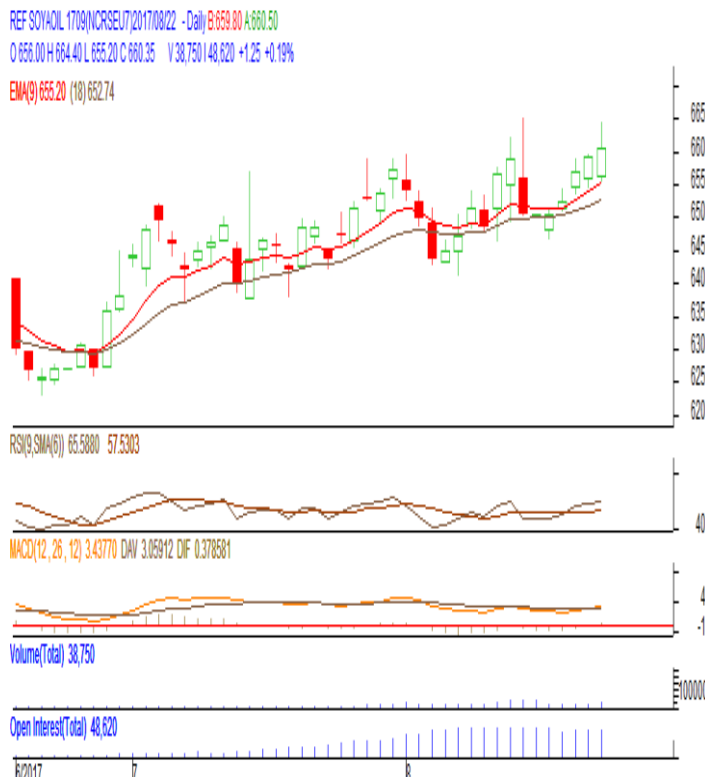 REF SOYAOIL 1709(NCRSEU7)2017/08/22 - Daily B:659.80 A:660.50
O 656.00 H 664.40 L 655.20 C 660.35 V 38,750 I 48,620 +1.25 +0.19%
EMA(9) 655.20 (18) 652.74
665
660
655
650
645
640
635
630
625
620
RSI(9,SMA(6)) 65.5880 57.5303
40
MACD(12 , 26 , 12) 3.43770 DAV 3.05912 DIF 0.378581
4
-1
Volume(Total) 38,750
100000
Open Interest(Total) 48,620
6/2017 7 8